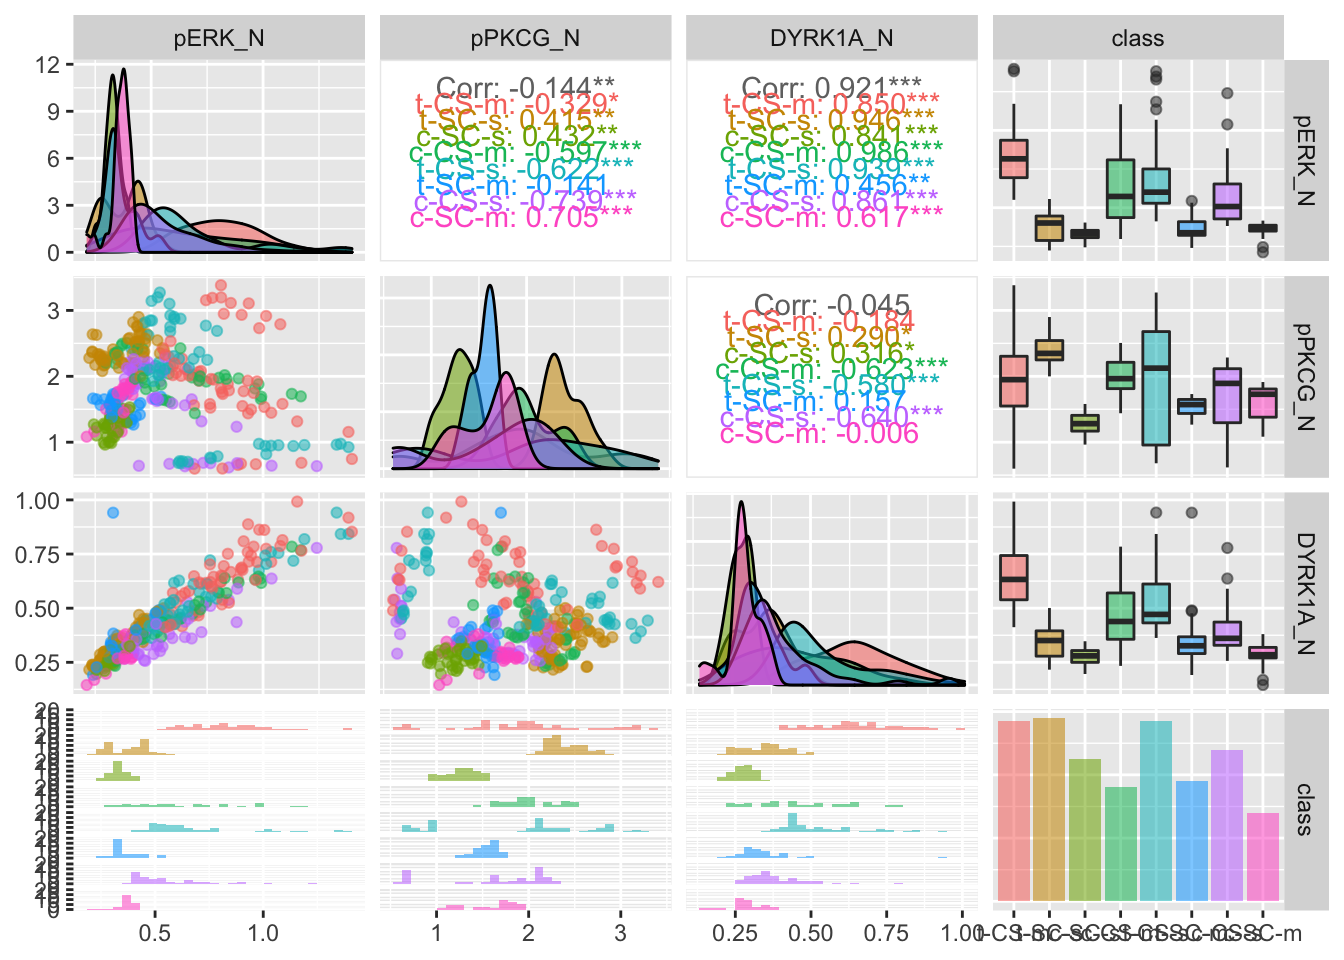 pERK_N
pPKCG_N
DYRK1A_N
class
12
9
6
3
0
Corr: -0.144**
t-CS-m: -0.329*
t-SC-s: 0.415**
c-SC-s: 0.432**
c-CS-m: -0.597***
t-CS-s: -0.622***
t-SC-m: -0.141
c-CS-s: -0.739***
c-SC-m: 0.705***
Corr: 0.921***
t-CS-m: 0.850***
t-SC-s: 0.946***
c-SC-s: 0.841***
c-CS-m: 0.986***
t-CS-s: 0.939***
t-SC-m: 0.456**
c-CS-s: 0.861***
c-SC-m: 0.617***
pERK_N
3
2
1
Corr: -0.045
t-CS-m: -0.184
t-SC-s: 0.290*
c-SC-s: 0.316*
c-CS-m: -0.623***
t-CS-s: -0.580***
t-SC-m: 0.157
c-CS-s: -0.640***
c-SC-m: -0.006
pPKCG_N
1.00
0.75
0.50
0.25
DYRK1A_N
class
0.5
1.0
1
2
3
0.25
0.50
0.75
1.00